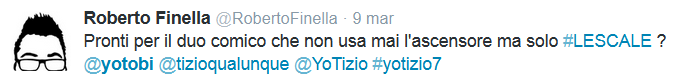 Roberto Finella @RobertoFinella · 9 mar
Pronti per il duo comico che non usa mai l'ascensore ma solo #LESCALE ?
@yotobi @tizioqualunque @YoTizio #yotizio7